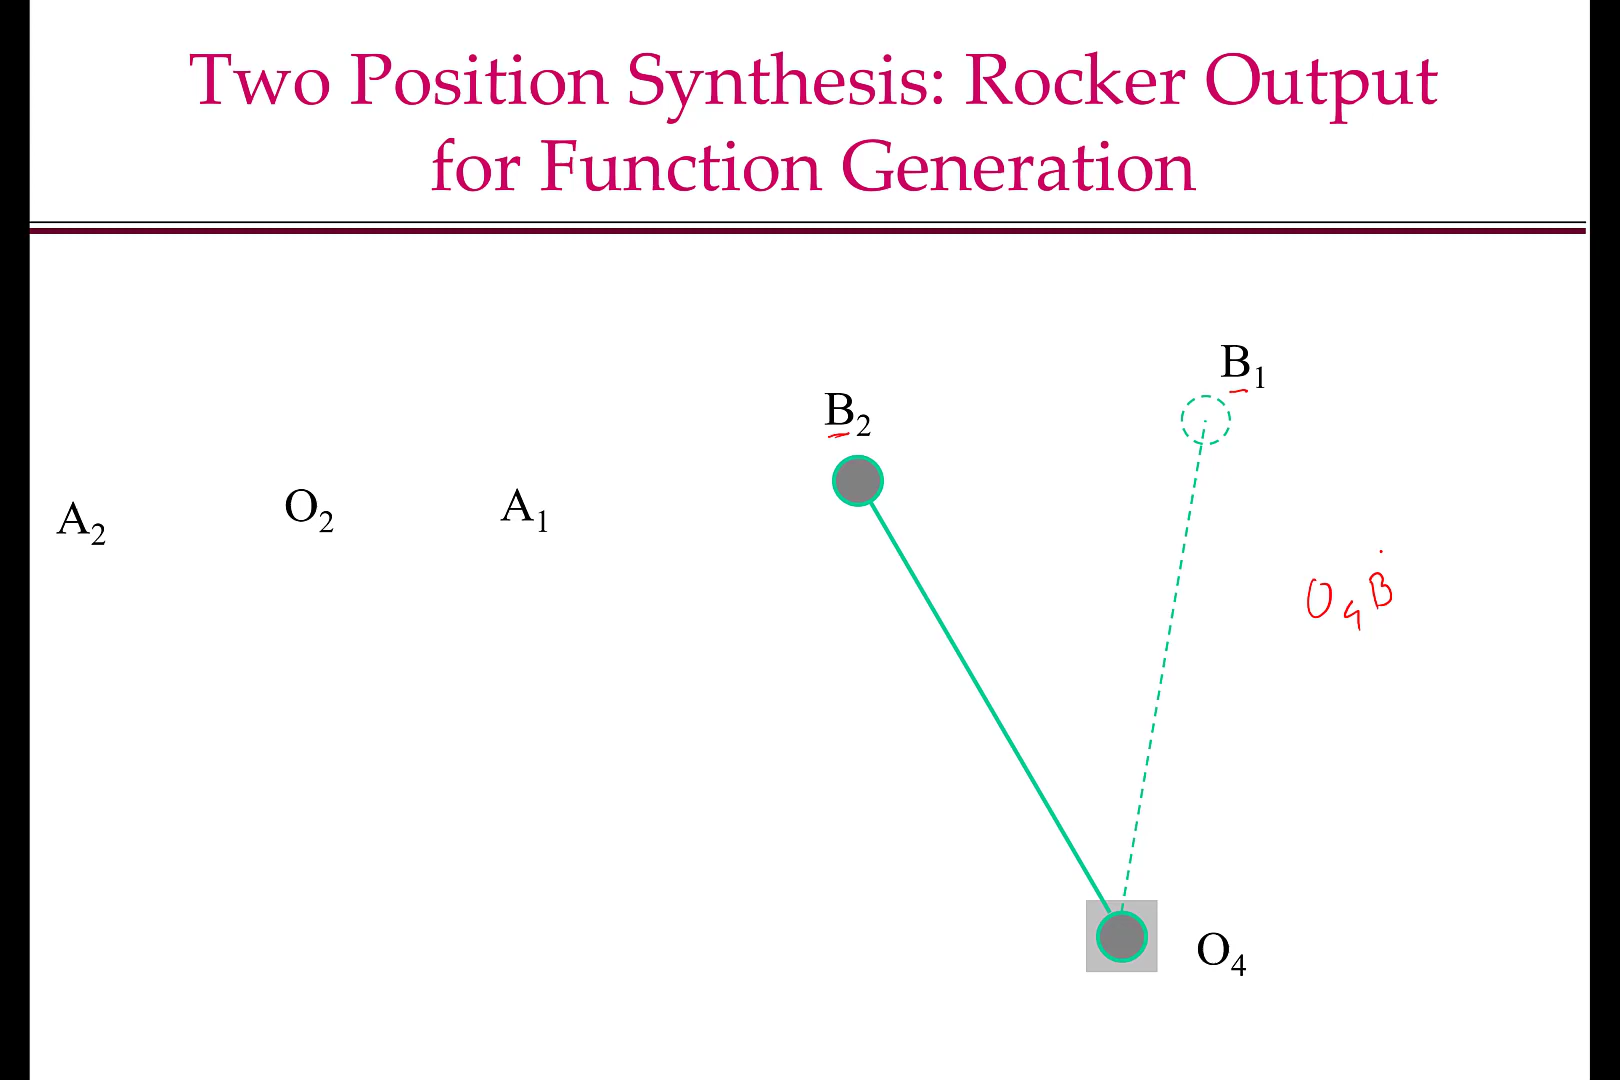 Two Position Synthesis: Rocker Output
for Function Generation
B₁
B₂
A₂ O₂ A₁
O₄B
O₄